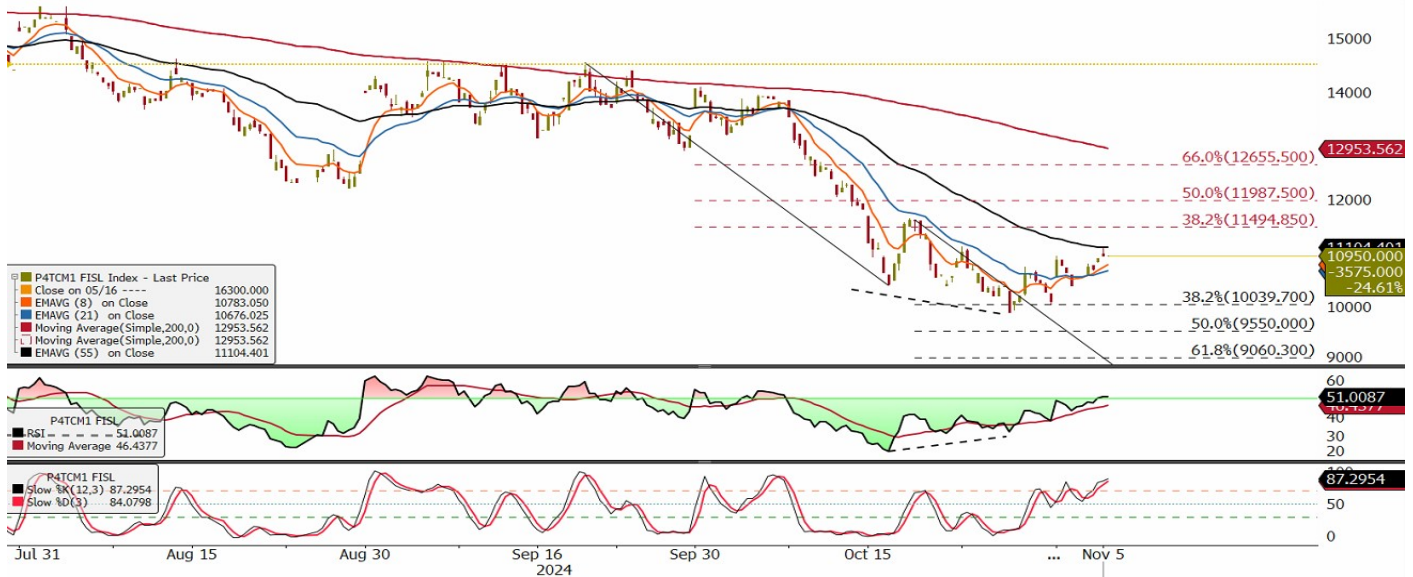 15000
14000
12953.562
66.0%(12655.500)
50.0%(11987.500)
12000
38.2%(11494.850)
11104.401
10950.000
-3575.000
-24.61%
38.2%(10039.700)
10000
50.0%(9550.000)
61.8%(9060.300)
9000
P4TCM1 FISL Index - Last Price
Close on 05/16 ---- 16300.000
EMAVG (8) on Close 10783.050
EMAVG (21) on Close 10676.025
Moving Average(Simple,200,0) 12953.562
Moving Average(Simple,200,0) 12953.562
EMAVG (55) on Close 11104.401
60
51.0087
46.4377
40
30
20
P4TCM1 FISL
RSI 51.0087
Moving Average 46.4377
100
87.2954
50
0
P4TCM1 FISL
Slow %K(12,3) 87.2954
Slow %D(3) 84.0798
Jul 31 Aug 15 Aug 30 Sep 16 Sep 30 Oct 15 ... Nov 5
2024